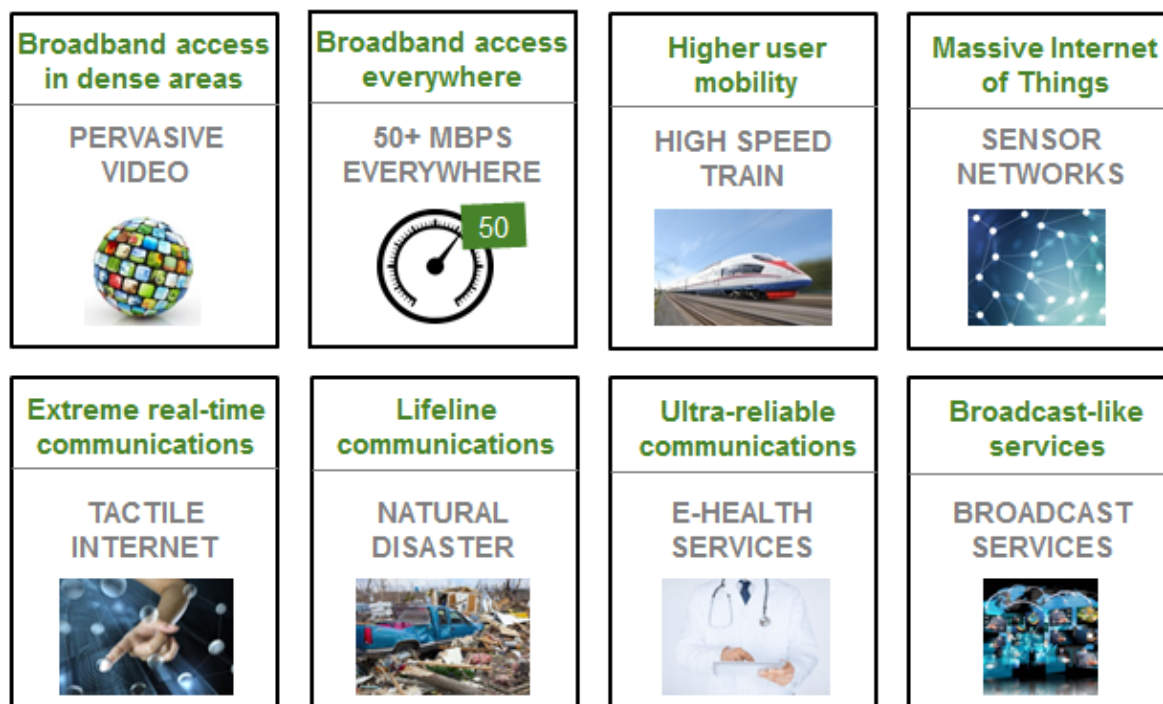 Broadband access
in dense areas
PERVASIVE
VIDEO
Broadband access
everywhere
50+ MBPS
EVERYWHERE
50
Higher user
mobility
HIGH SPEED
TRAIN
Massive Internet
of Things
SENSOR
NETWORKS
Extreme real-time
communications
TACTILE
INTERNET
Lifeline
communications
NATURAL
DISASTER
Ultra-reliable
communications
E-HEALTH
SERVICES
Broadcast-like
services
BROADCAST
SERVICES